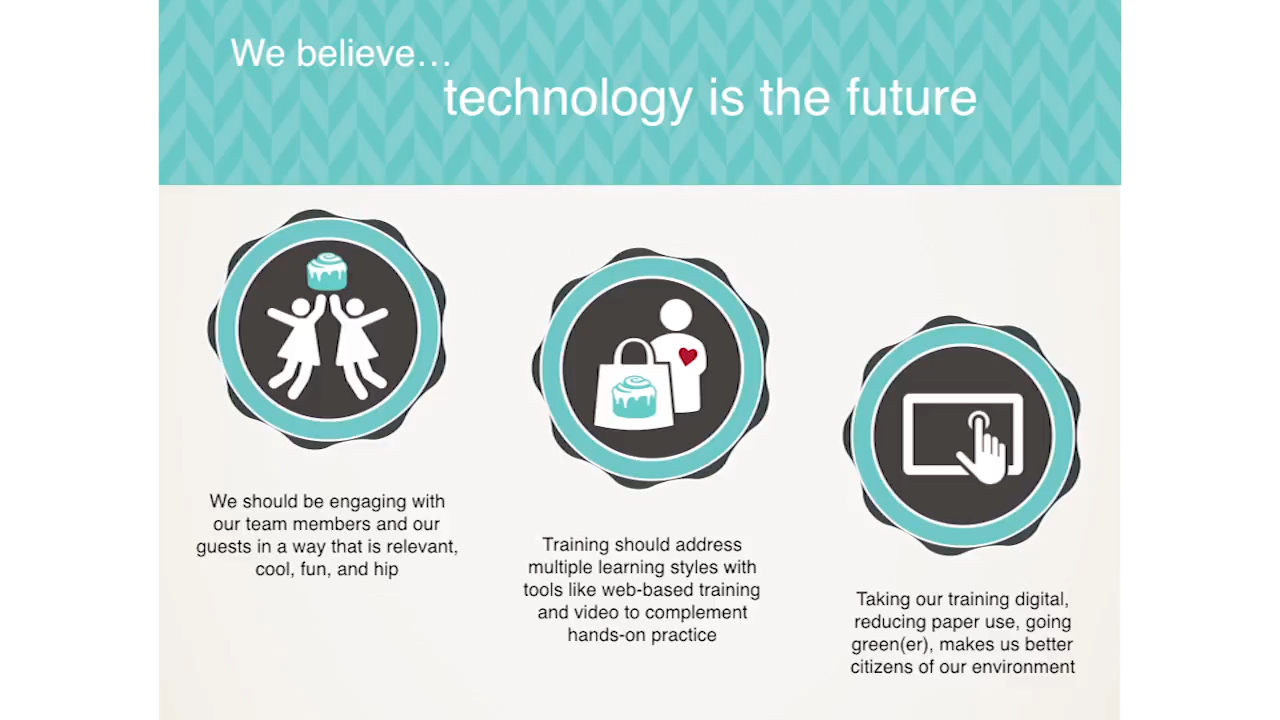 We believe…
technology is the future
We should be engaging with
our team members and our
guests in a way that is relevant,
cool, fun, and hip
Training should address
multiple learning styles with
tools like web-based training
and video to complement
hands-on practice
Taking our training digital,
reducing paper use, going
green(er), makes us better
citizens of our environment